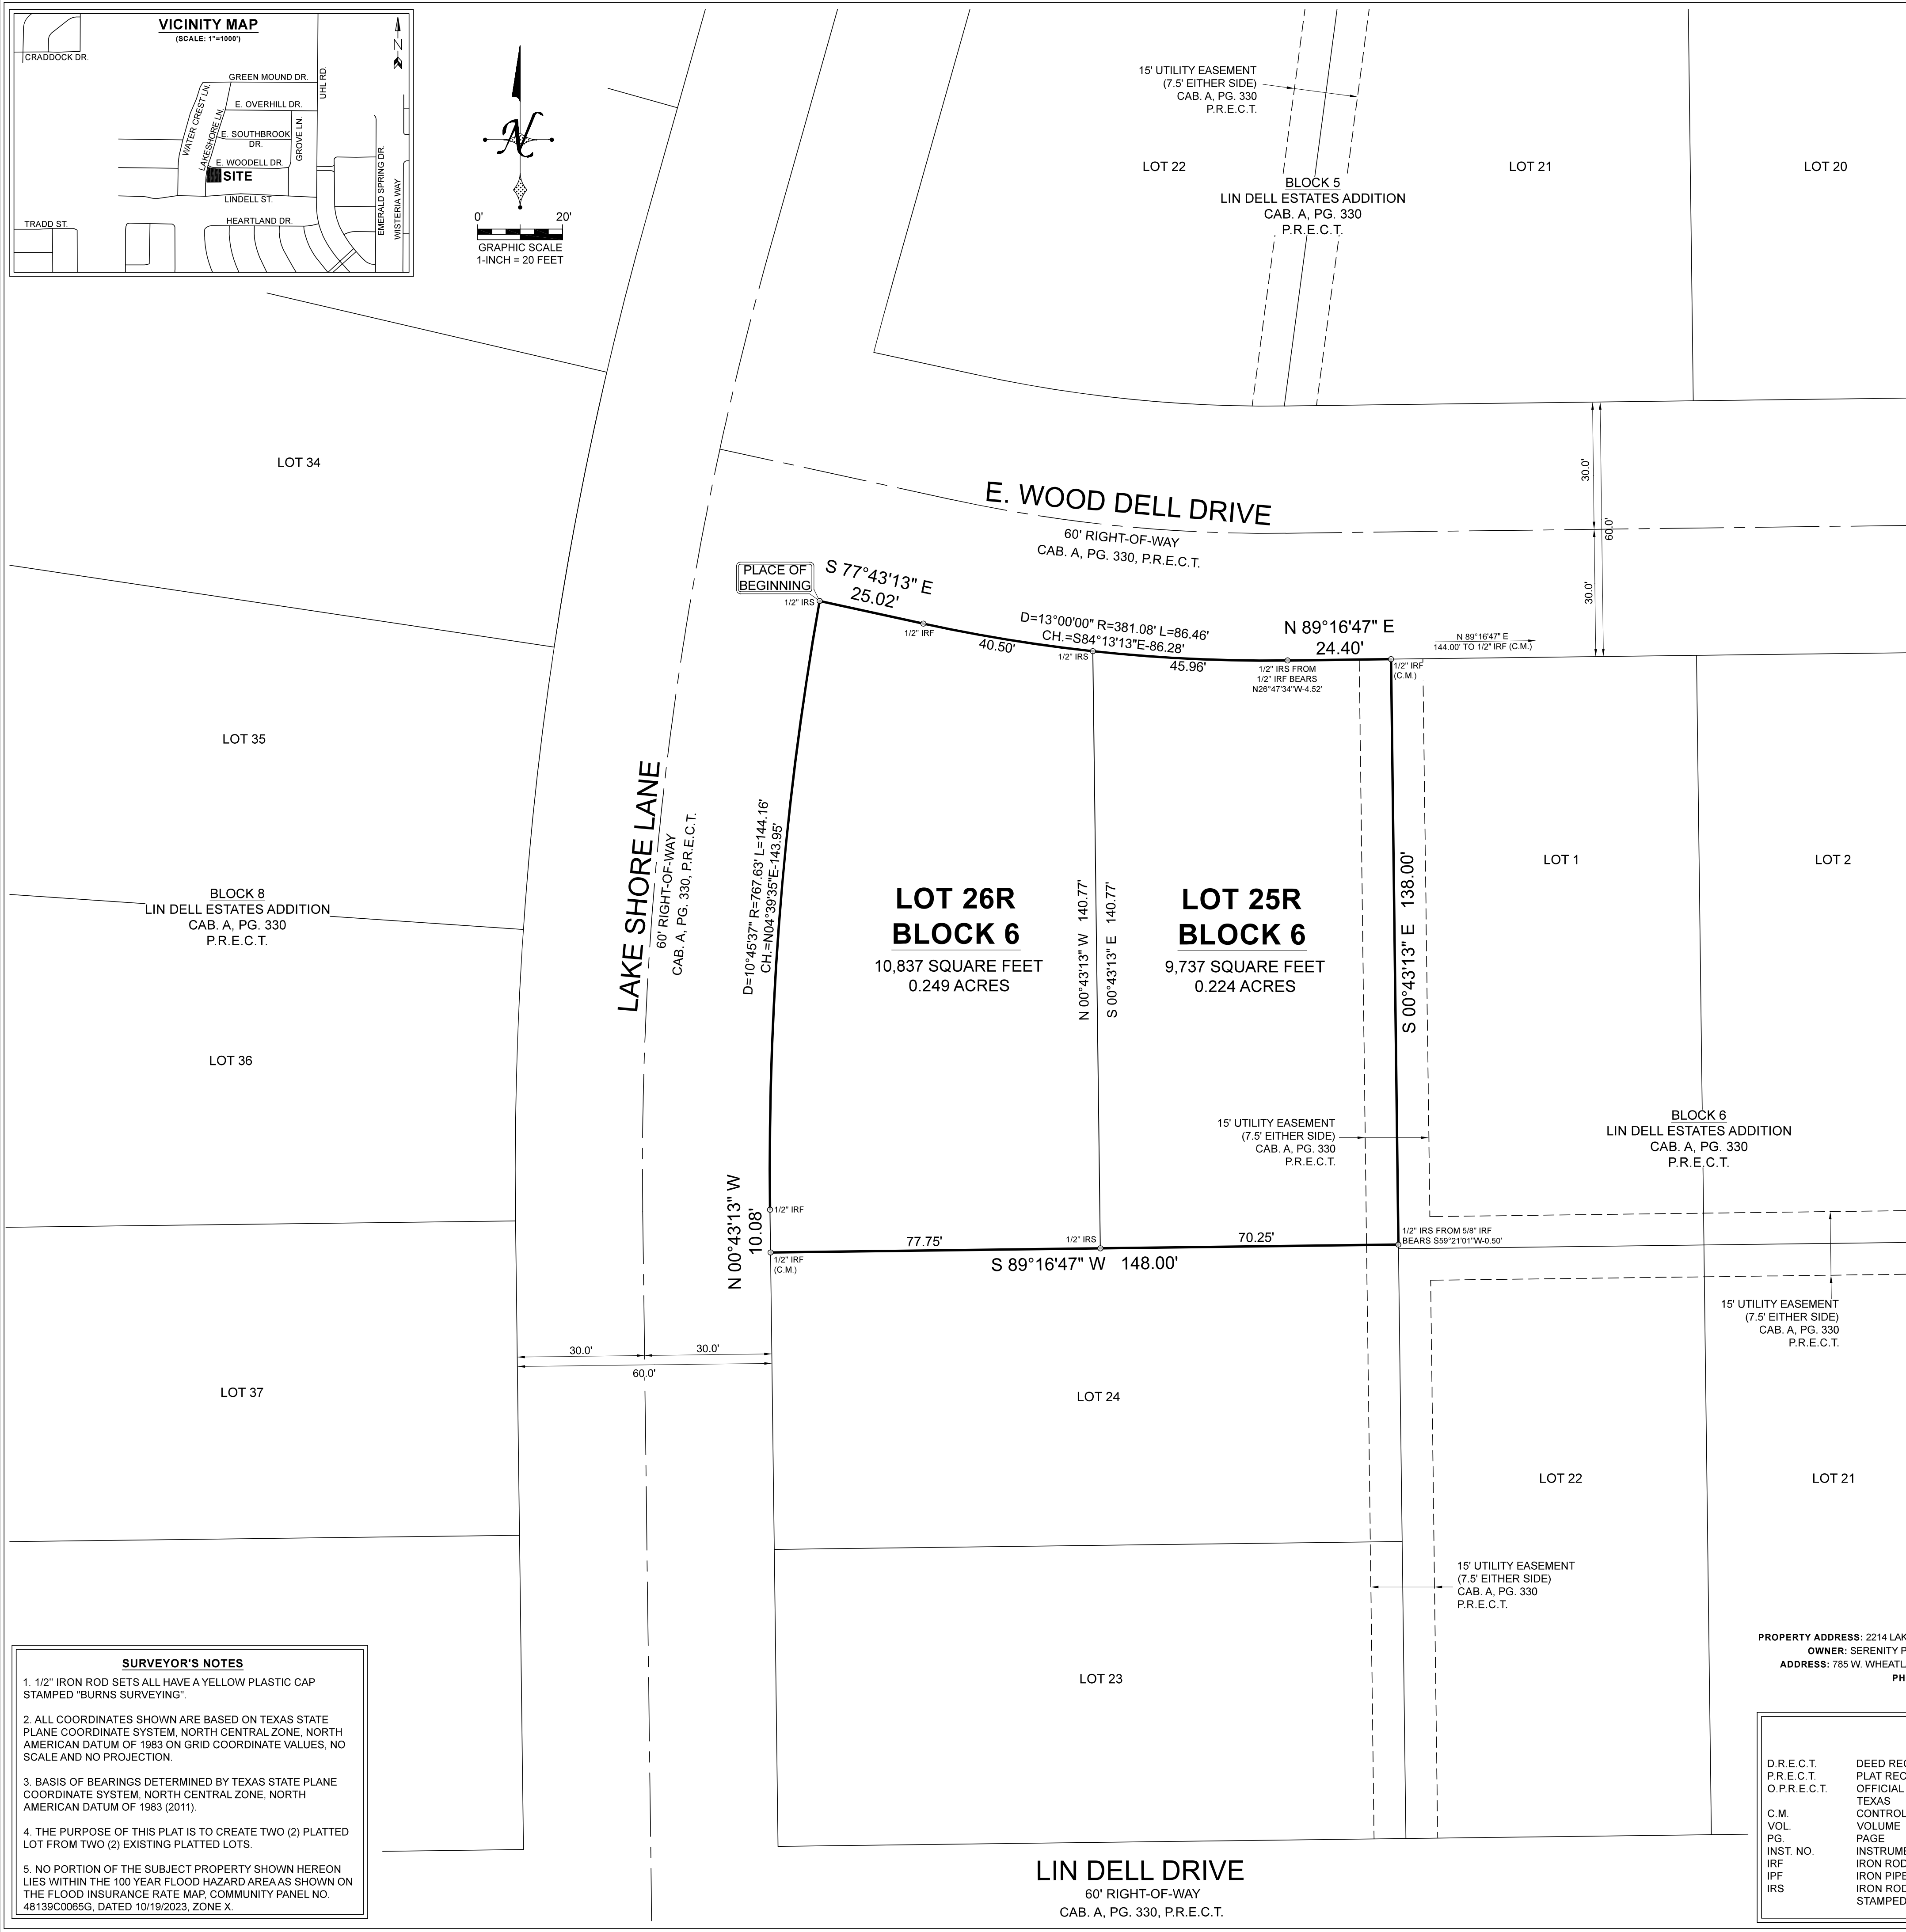 VICINITY MAP
(SCALE: 1"=1000')
N
CRADDOCK DR.
GREEN MOUND DR.
UHL RD.
WATER CREST LN.
LAKESHORE LN.
E. OVERHILL DR.
E. SOUTHBROOK
DR.
GROVE LN.
E. WOODELL DR.
SITE
LINDELL ST.
HEARTLAND DR.
TRADD ST.
EMERALD SPRING DR.
WISTERIA WAY
N
0' 20'
GRAPHIC SCALE
1-INCH = 20 FEET
15' UTILITY EASEMENT
(7.5' EITHER SIDE)
CAB. A, PG. 330
P.R.E.C.T.
LOT 22
LOT 21
LOT 20
BLOCK 5
LIN DELL ESTATES ADDITION
CAB. A, PG. 330
P.R.E.C.T.
LOT 34
30.0'
60.0'
30.0'
E. WOOD DELL DRIVE
60' RIGHT-OF-WAY
CAB. A, PG. 330, P.R.E.C.T.
PLACE OF
BEGINNING
1/2" IRS
S 77°43'13" E
25.02'
1/2" IRF
40.50'
D=13°00'00" R=381.08' L=86.46'
CH.=S84°13'13"E-86.28'
1/2" IRS
45.96'
N 89°16'47" E
24.40'
1/2" IRS FROM
1/2" IRF BEARS
N26°47'34"W-4.52'
1/2" IRF
(C.M.)
N 89°16'47" E
144.00' TO 1/2" IRF (C.M.)
LOT 35
LAKE SHORE LANE
60' RIGHT-OF-WAY
CAB. A, PG. 330, P.R.E.C.T.
D=10°45'37" R=767.63' L=144.16'
CH.=N04°39'35"E-143.95'
LOT 26R
BLOCK 6
10,837 SQUARE FEET
0.249 ACRES
N 00°43'13" W 140.77'
S 00°43'13" E 140.77'
LOT 25R
BLOCK 6
9,737 SQUARE FEET
0.224 ACRES
S 00°43'13" E 138.00'
LOT 1
LOT 2
BLOCK 8
LIN DELL ESTATES ADDITION
CAB. A, PG. 330
P.R.E.C.T.
LOT 36
15' UTILITY EASEMENT
(7.5' EITHER SIDE)
CAB. A, PG. 330
P.R.E.C.T.
BLOCK 6
LIN DELL ESTATES ADDITION
CAB. A, PG. 330
P.R.E.C.T.
N 00°43'13" W
10.08'
1/2" IRF
1/2" IRF
(C.M.)
77.75'
1/2" IRS
70.25'
S 89°16'47" W 148.00'
1/2" IRS FROM 5/8" IRF
BEARS S59°21'01"W-0.50'
15' UTILITY EASEMENT
(7.5' EITHER SIDE)
CAB. A, PG. 330
P.R.E.C.T.
30.0'
30.0'
60.0'
LOT 37
LOT 24
LOT 22
LOT 21
15' UTILITY EASEMENT
(7.5' EITHER SIDE)
CAB. A, PG. 330
P.R.E.C.T.
LOT 23
SURVEYOR'S NOTES
1. 1/2" IRON ROD SETS ALL HAVE A YELLOW PLASTIC CAP
STAMPED "BURNS SURVEYING".
2. ALL COORDINATES SHOWN ARE BASED ON TEXAS STATE
PLANE COORDINATE SYSTEM, NORTH CENTRAL ZONE, NORTH
AMERICAN DATUM OF 1983 ON GRID COORDINATE VALUES, NO
SCALE AND NO PROJECTION.
3. BASIS OF BEARINGS DETERMINED BY TEXAS STATE PLANE
COORDINATE SYSTEM, NORTH CENTRAL ZONE, NORTH
AMERICAN DATUM OF 1983 (2011).
4. THE PURPOSE OF THIS PLAT IS TO CREATE TWO (2) PLATTED
LOT FROM TWO (2) EXISTING PLATTED LOTS.
5. NO PORTION OF THE SUBJECT PROPERTY SHOWN HEREON
LIES WITHIN THE 100 YEAR FLOOD HAZARD AREA AS SHOWN ON
THE FLOOD INSURANCE RATE MAP, COMMUNITY PANEL NO.
48139C0065G, DATED 10/19/2023, ZONE X.
LIN DELL DRIVE
60' RIGHT-OF-WAY
CAB. A, PG. 330, P.R.E.C.T.
PROPERTY ADDRESS: 2214 LAK
OWNER: SERENITY P
ADDRESS: 785 W. WHEATL
PH
D.R.E.C.T. DEED REC
P.R.E.C.T. PLAT REC
O.P.R.E.C.T. OFFICIAL
TEXAS
C.M. CONTROL
VOL. VOLUME
PG. PAGE
INST. NO. INSTRUME
IRF IRON ROD
IPF IRON PIPE
IRS IRON ROD
STAMPED